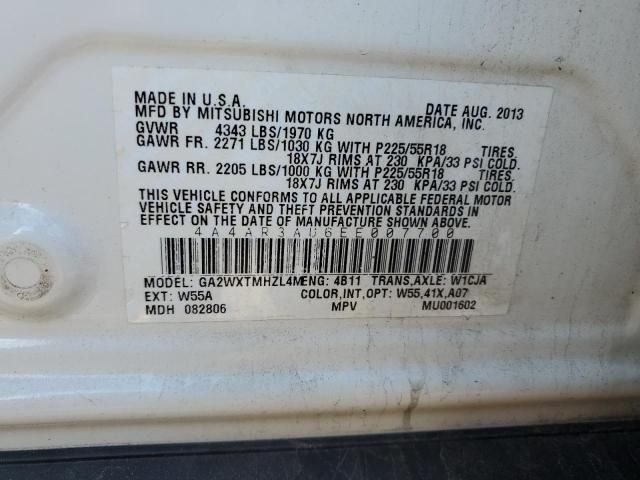 MADE IN U.S.A. DATE AUG. 2013
MFD BY MITSUBISHI MOTORS NORTH AMERICA, INC.
GVWR 4343 LBS/1970 KG
GAWR FR. 2271 LBS/1030 KG WITH P225/55R18 TIRES,
18X7J RIMS AT 230 KPA/33 PSI COLD.
GAWR RR. 2205 LBS/1000 KG WITH P225/55R18 TIRES,
18X7J RIMS AT 230 KPA/33 PSI COLD.
THIS VEHICLE CONFORMS TO ALL APPLICABLE FEDERAL MOTOR
VEHICLE SAFETY AND THEFT PREVENTION STANDARDS IN
EFFECT ON THE DATE OF MANUFACTURE SHOWN ABOVE.
4A4AR3AU6EE007700
MODEL: GA2WXTMHZL4M ENG: 4B11 TRANS,AXLE: W1CJA
EXT: W55A COLOR,INT,OPT: W55,41X,A07
MDH 082806 MPV MU001602